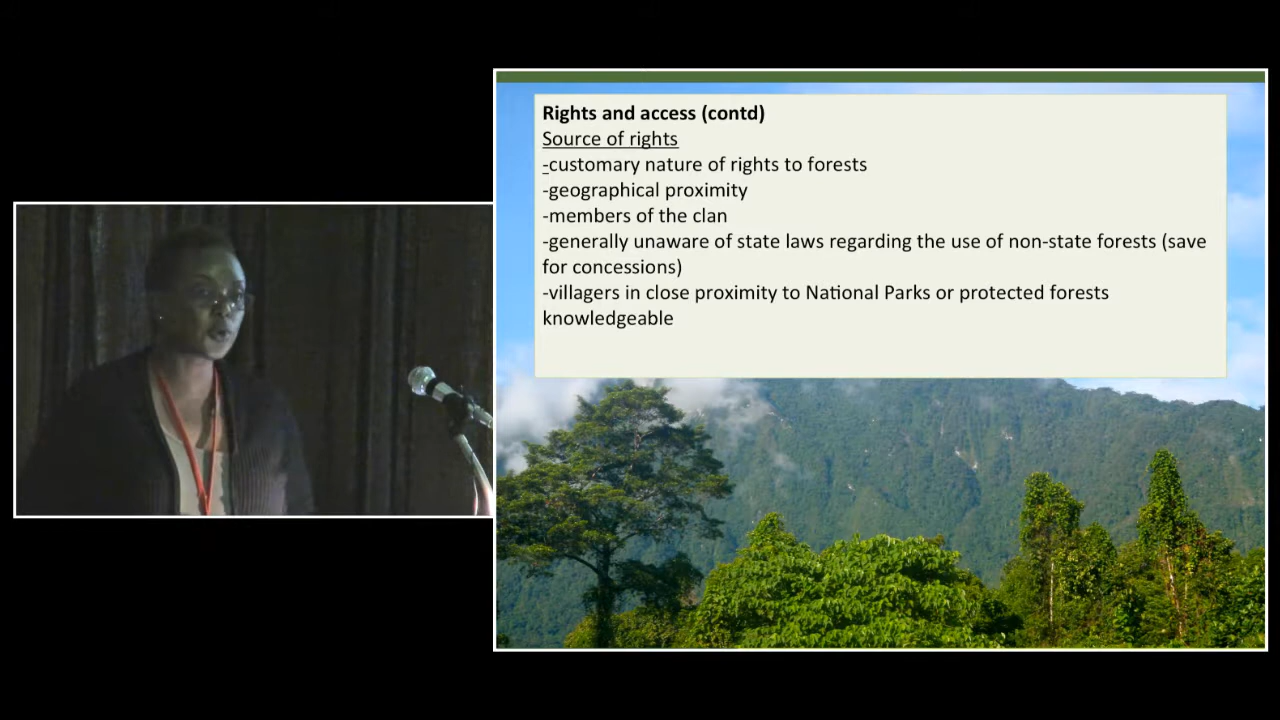 Rights and access (contd)
Source of rights
-customary nature of rights to forests
-geographical proximity
-members of the clan
-generally unaware of state laws regarding the use of non-state forests (save
for concessions)
-villagers in close proximity to National Parks or protected forests
knowledgeable